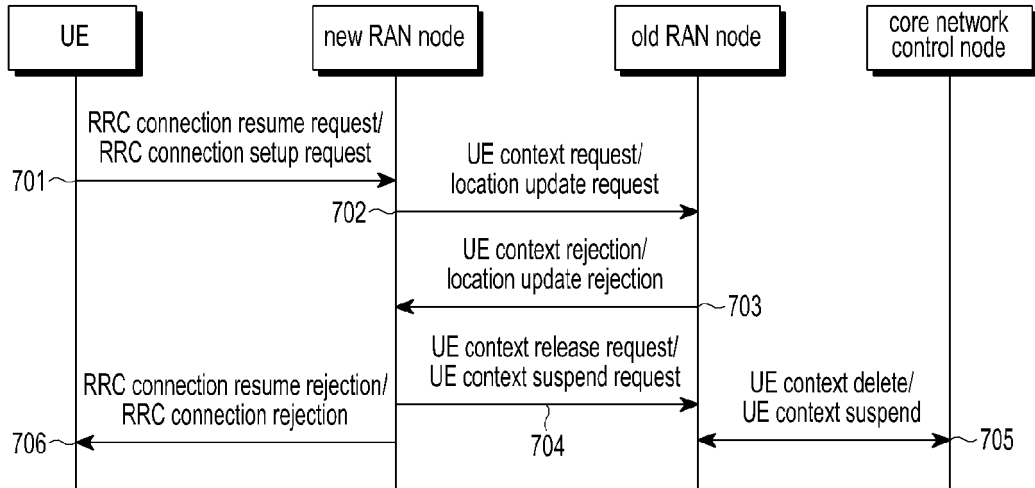 UE
new RAN node
old RAN node
core network
control node
RRC connection resume request/
RRC connection setup request
701
UE context request/
location update request
702
UE context rejection/
location update rejection
703
UE context release request/
UE context suspend request
704
UE context delete/
UE context suspend
705
RRC connection resume rejection/
RRC connection rejection
706